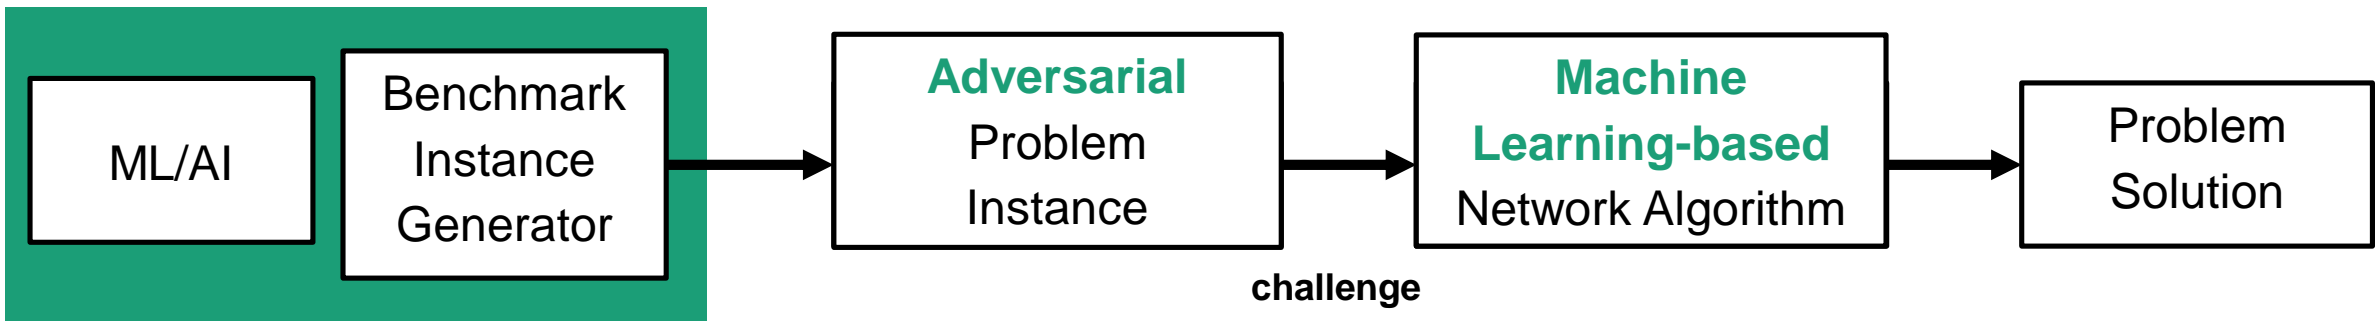 ML/AI
Benchmark
Instance
Generator
Adversarial
Problem
Instance
challenge
Machine
Learning-based
Network Algorithm
Problem
Solution